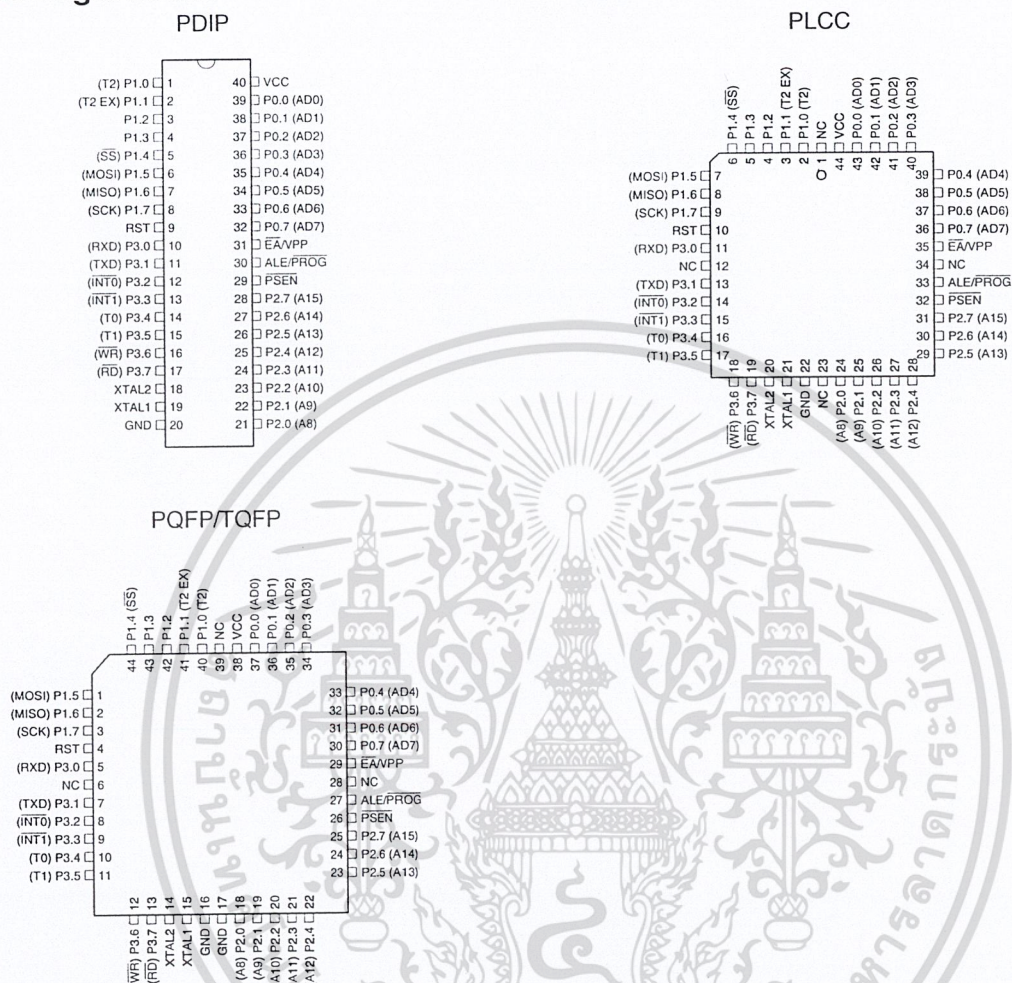 PDIP
(T2) P1.0 1
(T2 EX) P1.1 2
P1.2 3
P1.3 4
(SS) P1.4 5
(MOSI) P1.5 6
(MISO) P1.6 7
(SCK) P1.7 8
RST 9
(RXD) P3.0 10
(TXD) P3.1 11
(INT0) P3.2 12
(INT1) P3.3 13
(T0) P3.4 14
(T1) P3.5 15
(WR) P3.6 16
(RD) P3.7 17
XTAL2 18
XTAL1 19
GND 20
40 VCC
39 P0.0 (AD0)
38 P0.1 (AD1)
37 P0.2 (AD2)
36 P0.3 (AD3)
35 P0.4 (AD4)
34 P0.5 (AD5)
33 P0.6 (AD6)
32 P0.7 (AD7)
31 EA/VPP
30 ALE/PROG
29 PSEN
28 P2.7 (A15)
27 P2.6 (A14)
26 P2.5 (A13)
25 P2.4 (A12)
24 P2.3 (A11)
23 P2.2 (A10)
22 P2.1 (A9)
21 P2.0 (A8)
PLCC
6 P1.4 (SS)
5 P1.3
4 P1.2
3 P1.1 (T2 EX)
2 P1.0 (T2)
1 NC
44 VCC
43 P0.0 (AD0)
42 P0.1 (AD1)
41 P0.2 (AD2)
40 P0.3 (AD3)
(MOSI) P1.5 7
(MISO) P1.6 8
(SCK) P1.7 9
RST 10
(RXD) P3.0 11
NC 12
(TXD) P3.1 13
(INT0) P3.2 14
(INT1) P3.3 15
(T0) P3.4 16
(T1) P3.5 17
39 P0.4 (AD4)
38 P0.5 (AD5)
37 P0.6 (AD6)
36 P0.7 (AD7)
35 EA/VPP
34 NC
33 ALE/PROG
32 PSEN
31 P2.7 (A15)
30 P2.6 (A14)
29 P2.5 (A13)
(WR) P3.6 18
(RD) P3.7 19
XTAL2 20
XTAL1 21
GND 22
NC 23
(A8) P2.0 24
(A9) P2.1 25
(A10) P2.2 26
(A11) P2.3 27
(A12) P2.4 28
PQFP/TQFP
44 P1.4 (SS)
43 P1.3
42 P1.2
41 P1.1 (T2 EX)
40 P1.0 (T2)
39 NC
38 VCC
37 P0.0 (AD0)
36 P0.1 (AD1)
35 P0.2 (AD2)
34 P0.3 (AD3)
(MOSI) P1.5 1
(MISO) P1.6 2
(SCK) P1.7 3
RST 4
(RXD) P3.0 5
NC 6
(TXD) P3.1 7
(INT0) P3.2 8
(INT1) P3.3 9
(T0) P3.4 10
(T1) P3.5 11
33 P0.4 (AD4)
32 P0.5 (AD5)
31 P0.6 (AD6)
30 P0.7 (AD7)
29 EA/VPP
28 NC
27 ALE/PROG
26 PSEN
25 P2.7 (A15)
24 P2.6 (A14)
23 P2.5 (A13)
(WR) P3.6 12
(RD) P3.7 13
XTAL2 14
XTAL1 15
GND 16
GND 17
(A8) P2.0 18
(A9) P2.1 19
A10) P2.2 20
A11) P2.3 21
A12) P2.4 22